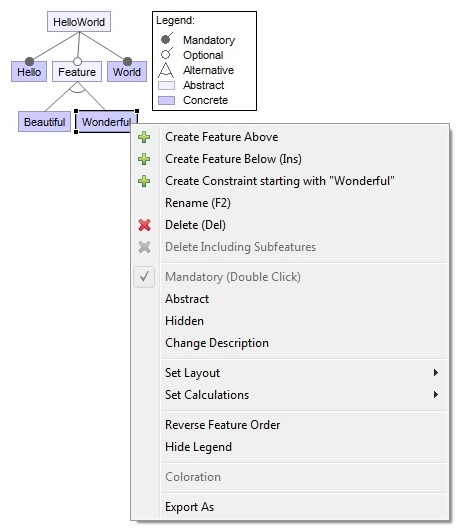 HelloWorld
Legend:
Mandatory
Optional
Alternative
Abstract
Concrete
Hello
Feature
World
Beautiful
Wonderful
Create Feature Above
Create Feature Below (Ins)
Create Constraint starting with "Wonderful"
Rename (F2)
Delete (Del)
Delete Including Subfeatures
Mandatory (Double Click)
Abstract
Hidden
Change Description
Set Layout
Set Calculations
Reverse Feature Order
Hide Legend
Coloration
Export As